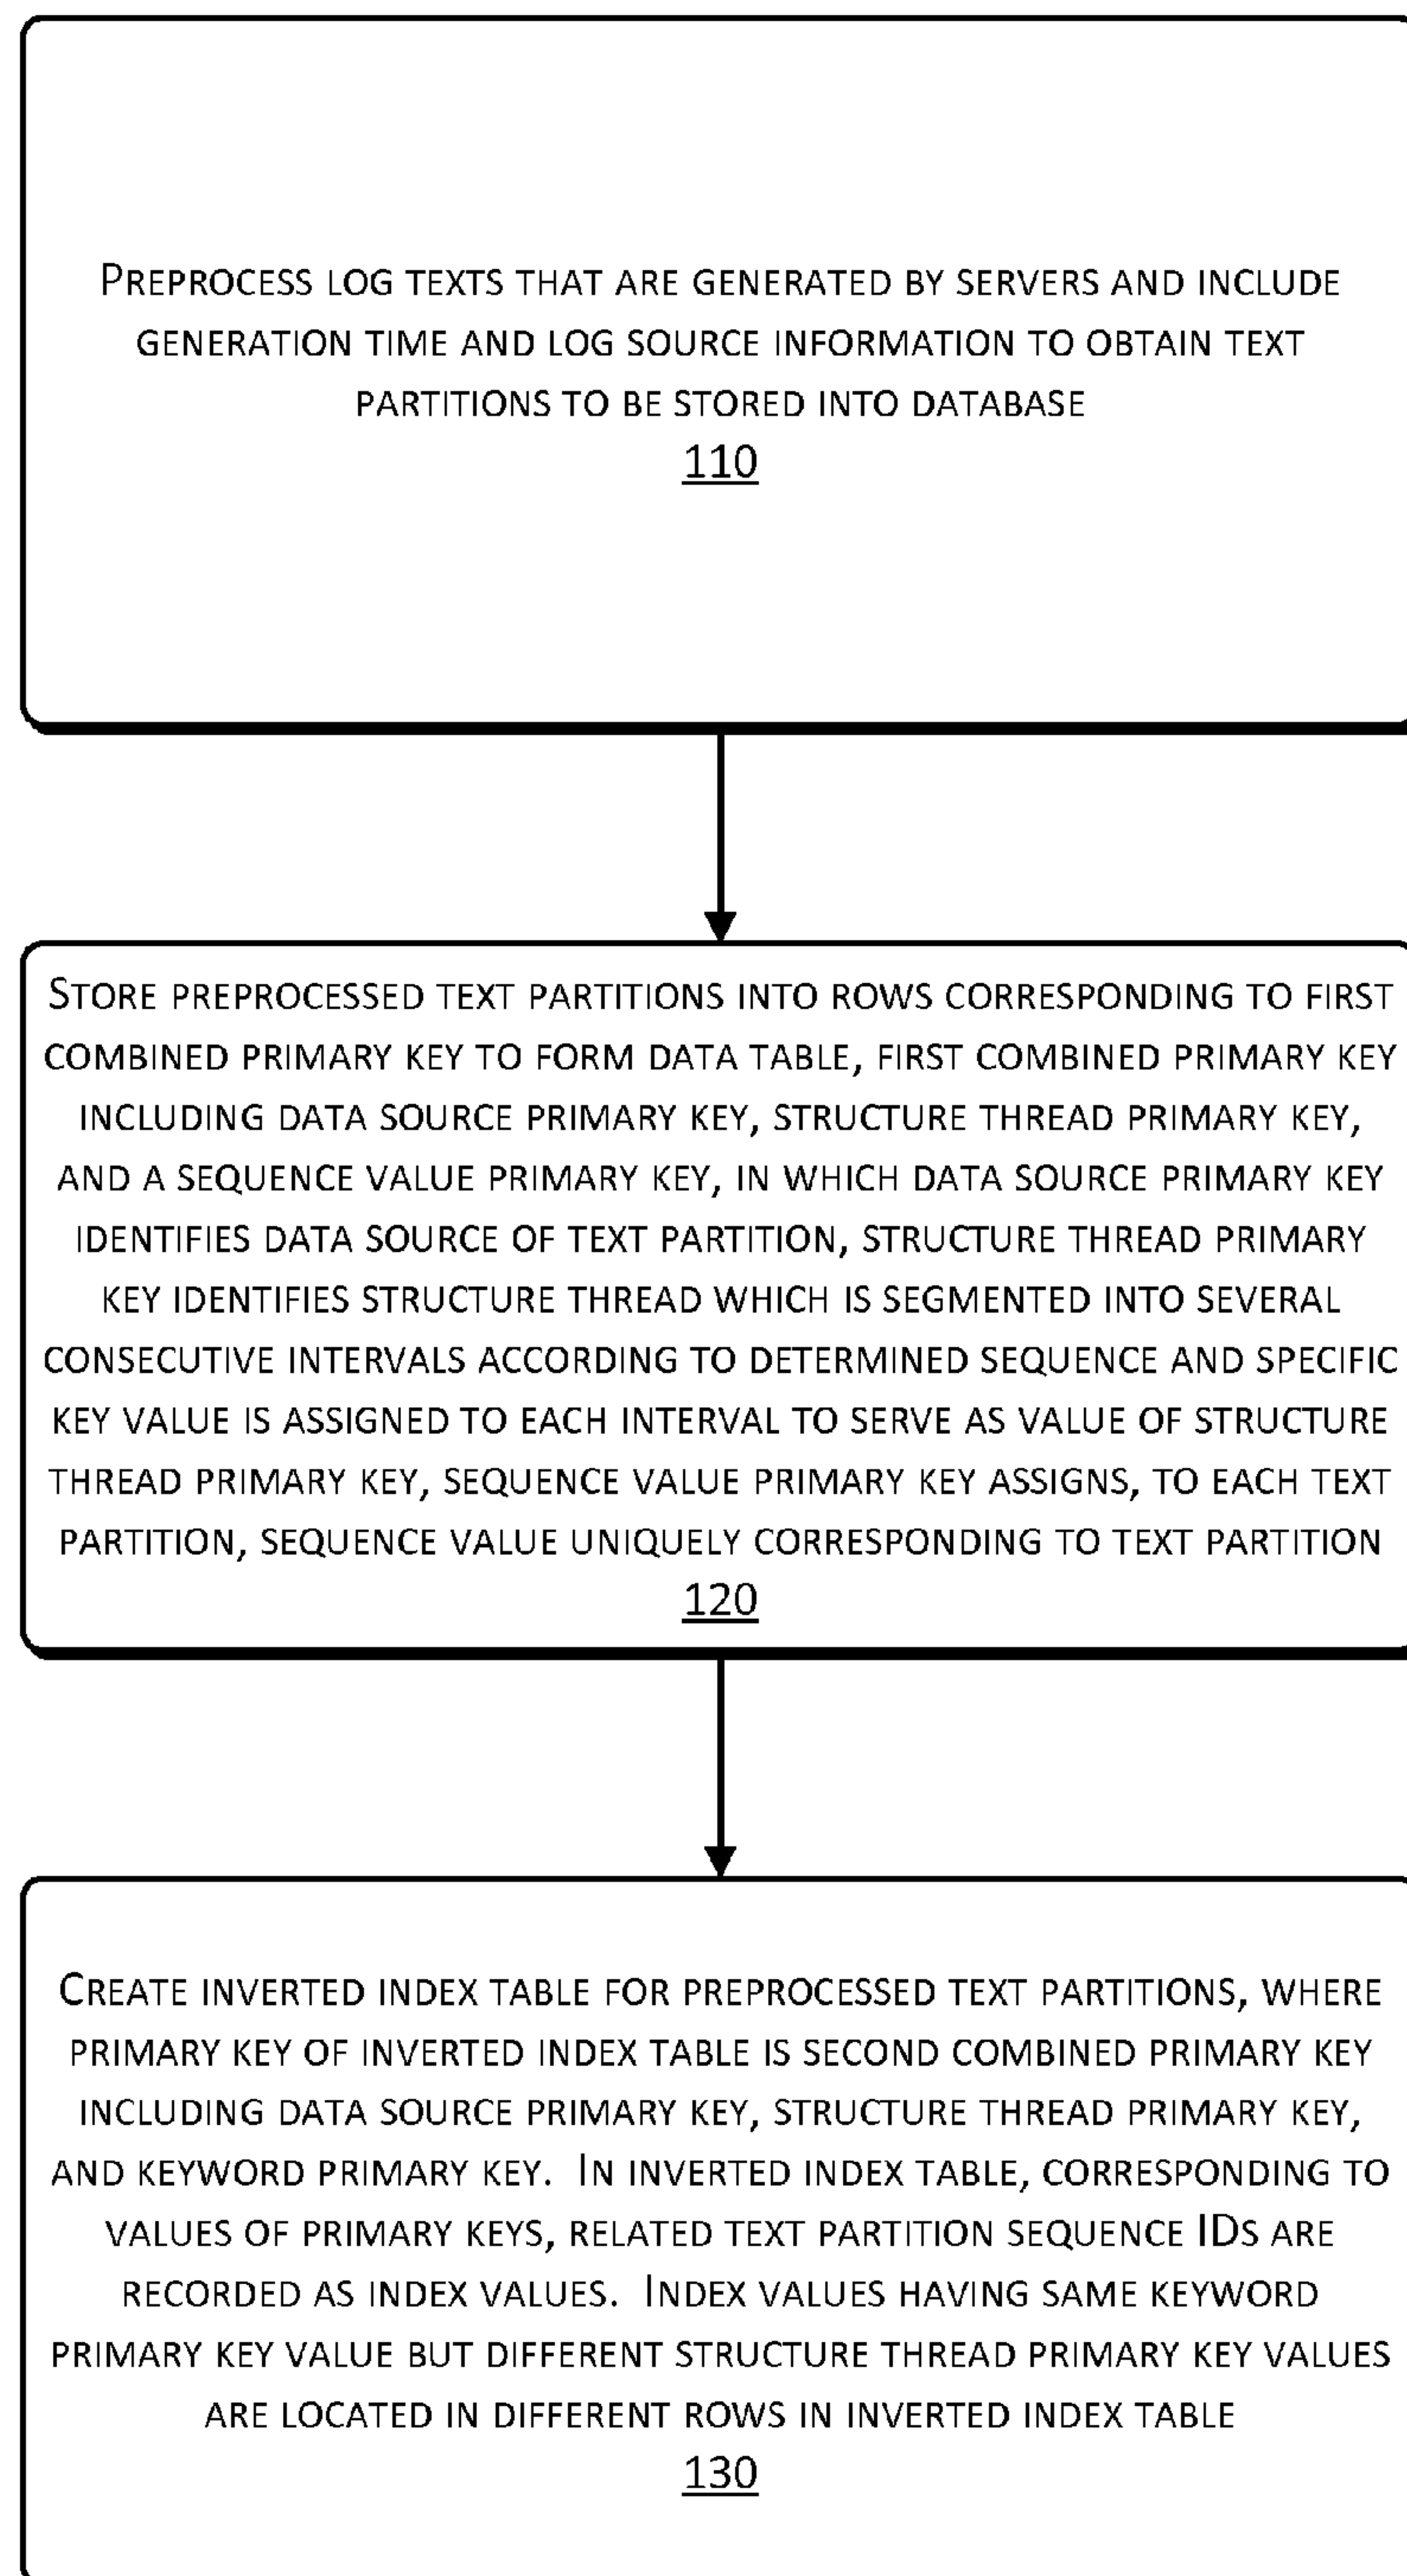 PREPROCESS LOG TEXTS THAT ARE GENERATED BY SERVERS AND INCLUDE
GENERATION TIME AND LOG SOURCE INFORMATION TO OBTAIN TEXT
PARTITIONS TO BE STORED INTO DATABASE
110
STORE PREPROCESSED TEXT PARTITIONS INTO ROWS CORRESPONDING TO FIRST
COMBINED PRIMARY KEY TO FORM DATA TABLE, FIRST COMBINED PRIMARY KEY
INCLUDING DATA SOURCE PRIMARY KEY, STRUCTURE THREAD PRIMARY KEY,
AND A SEQUENCE VALUE PRIMARY KEY, IN WHICH DATA SOURCE PRIMARY KEY
IDENTIFIES DATA SOURCE OF TEXT PARTITION, STRUCTURE THREAD PRIMARY
KEY IDENTIFIES STRUCTURE THREAD WHICH IS SEGMENTED INTO SEVERAL
CONSECUTIVE INTERVALS ACCORDING TO DETERMINED SEQUENCE AND SPECIFIC
KEY VALUE IS ASSIGNED TO EACH INTERVAL TO SERVE AS VALUE OF STRUCTURE
THREAD PRIMARY KEY, SEQUENCE VALUE PRIMARY KEY ASSIGNS, TO EACH TEXT
PARTITION, SEQUENCE VALUE UNIQUELY CORRESPONDING TO TEXT PARTITION
120
CREATE INVERTED INDEX TABLE FOR PREPROCESSED TEXT PARTITIONS, WHERE
PRIMARY KEY OF INVERTED INDEX TABLE IS SECOND COMBINED PRIMARY KEY
INCLUDING DATA SOURCE PRIMARY KEY, STRUCTURE THREAD PRIMARY KEY,
AND KEYWORD PRIMARY KEY. IN INVERTED INDEX TABLE, CORRESPONDING TO
VALUES OF PRIMARY KEYS, RELATED TEXT PARTITION SEQUENCE IDS ARE
RECORDED AS INDEX VALUES. INDEX VALUES HAVING SAME KEYWORD
PRIMARY KEY VALUE BUT DIFFERENT STRUCTURE THREAD PRIMARY KEY VALUES
ARE LOCATED IN DIFFERENT ROWS IN INVERTED INDEX TABLE
130